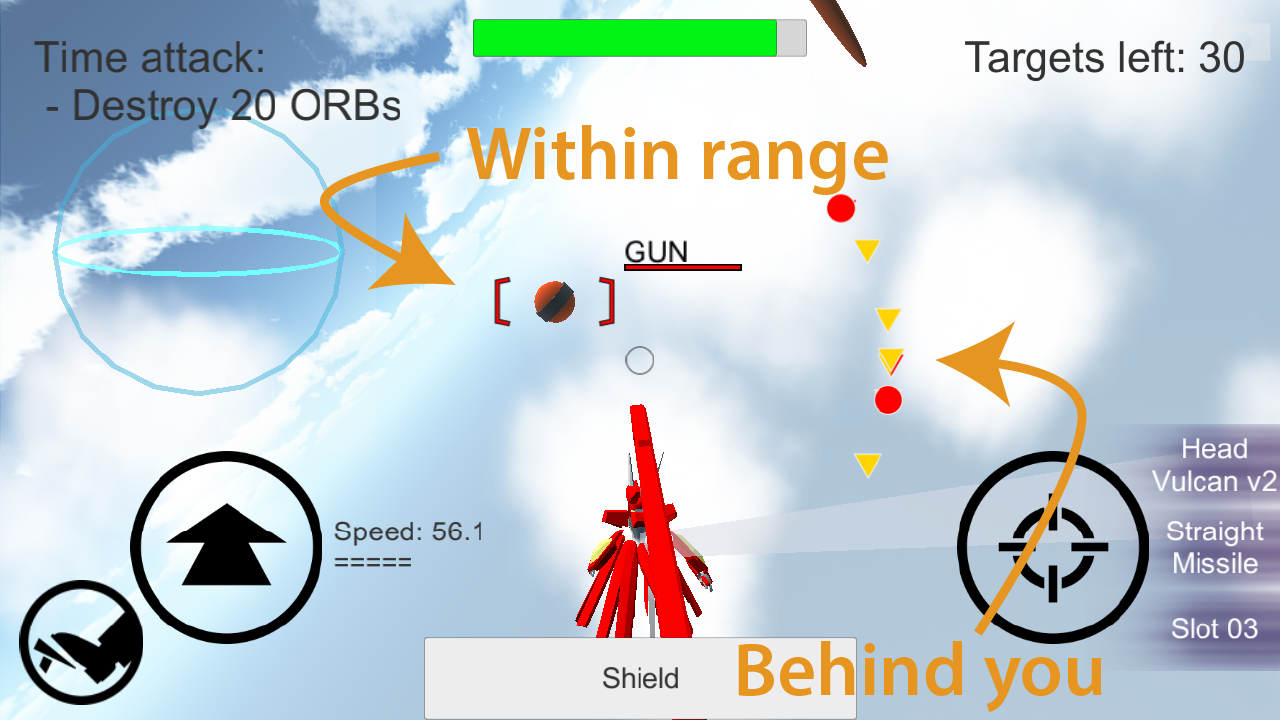 Time attack:
- Destroy 20 ORBs
Targets left: 30
Within range
GUN
Speed: 56.1
=====
Head
Vulcan v2
Straight
Missile
Slot 03
Shield
Behind you